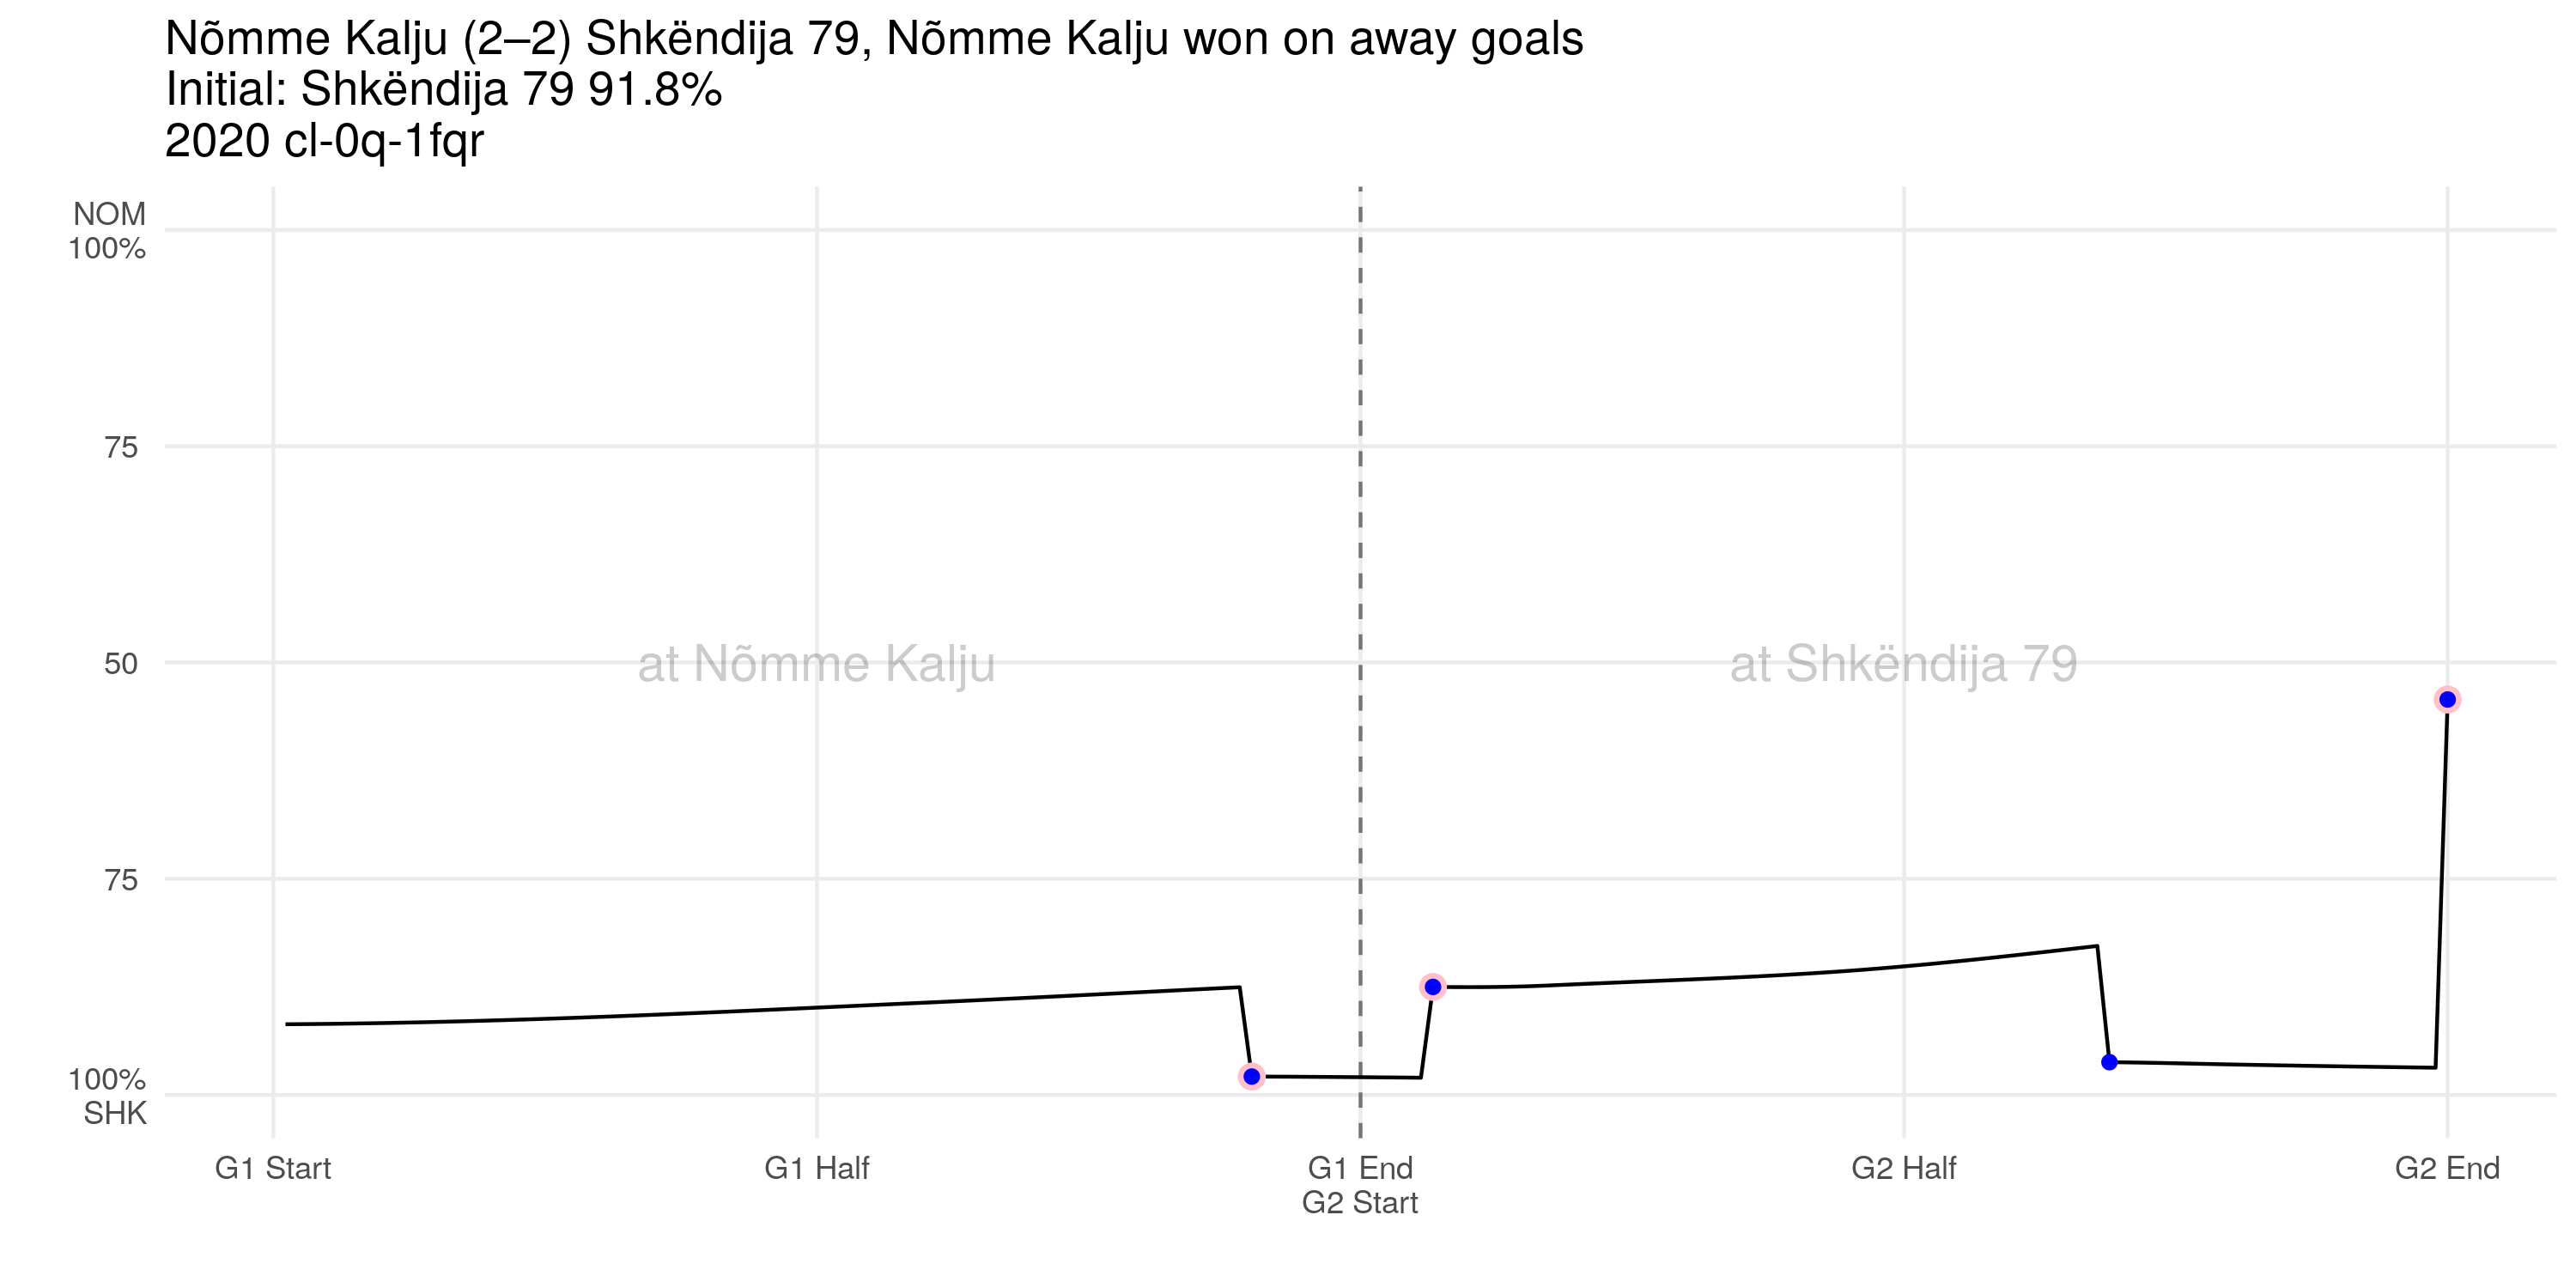 Nõmme Kalju (2–2) Shkëndija 79, Nõmme Kalju won on away goals
Initial: Shkëndija 79 91.8%
2020 cl-0q-1fqr
NOM
100%
75
50
75
100%
SHK
at Nõmme Kalju
at Shkëndija 79
G1 Start
G1 Half
G1 End
G2 Start
G2 Half
G2 End